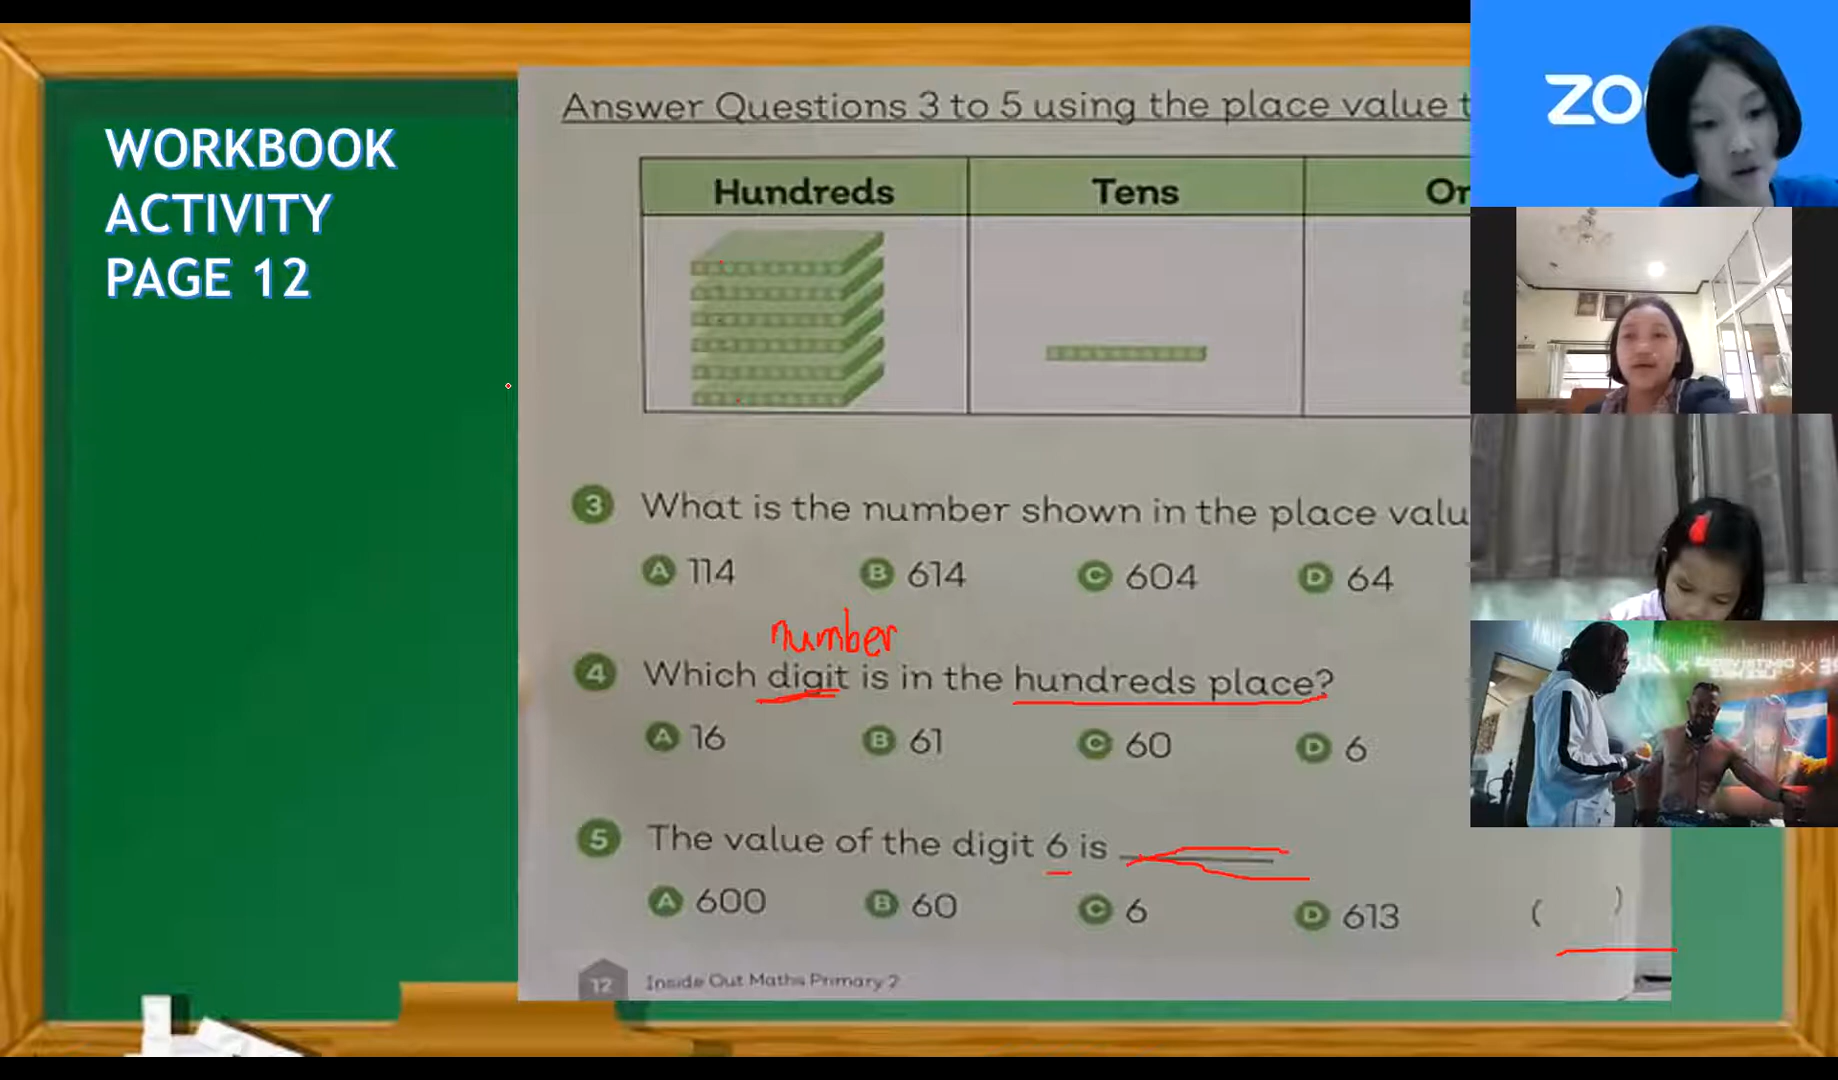 WORKBOOK
ACTIVITY
PAGE 12
Answer Questions 3 to 5 using the place value t
Hundreds Tens On
3 What is the number shown in the place valu
A 114 B 614 C 604 D 64
number
4 Which digit is in the hundreds place?
A 16 B 61 C 60 D 6
5 The value of the digit 6 is
A 600 B 60 C 6 D 613 ( )
12 Inside Out Maths Primary 2
ZO